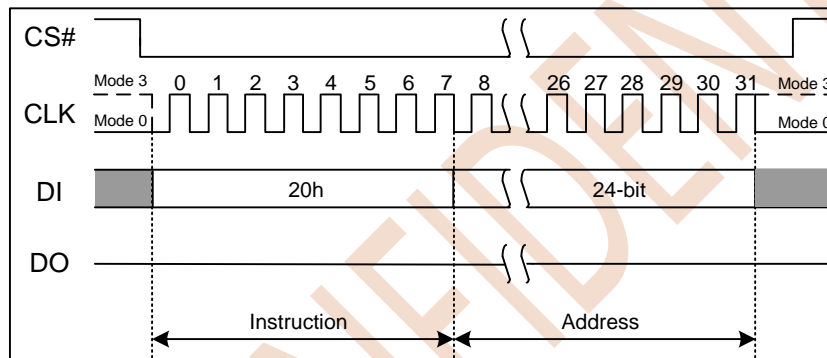 CS#
Mode 3 0 1 2 3 4 5 6 7 8 26 27 28 29 30 31 Mode 3
CLK
Mode 0 Mode 0
DI 20h 24-bit
DO
Instruction Address
NFIDENT